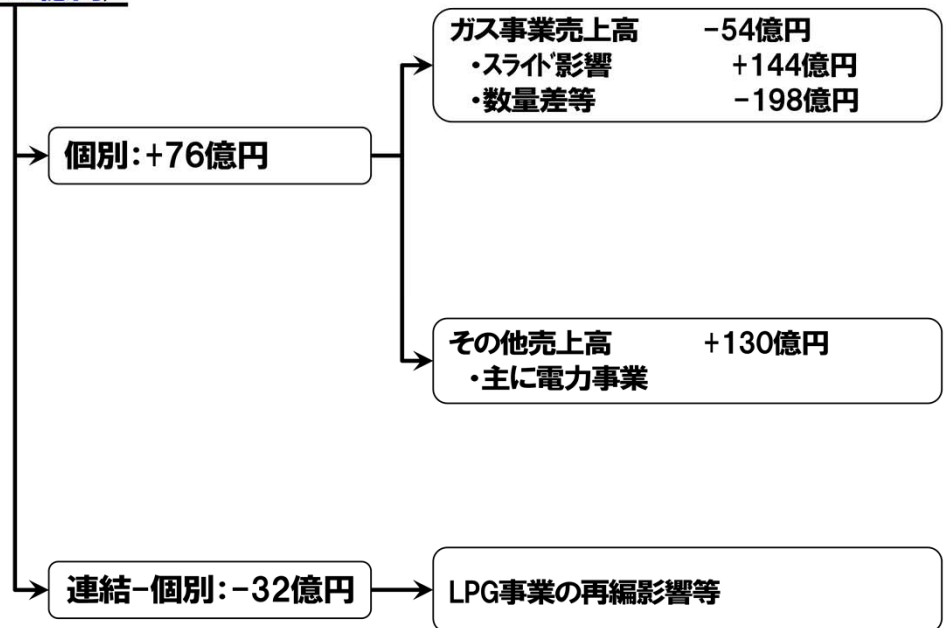 ガス事業売上高 -54億円
・スライド影響 +144億円
・数量差等 -198億円
個別:+76億円
その他売上高 +130億円
・主に電力事業
連結-個別:-32億円
LPG事業の再編影響等